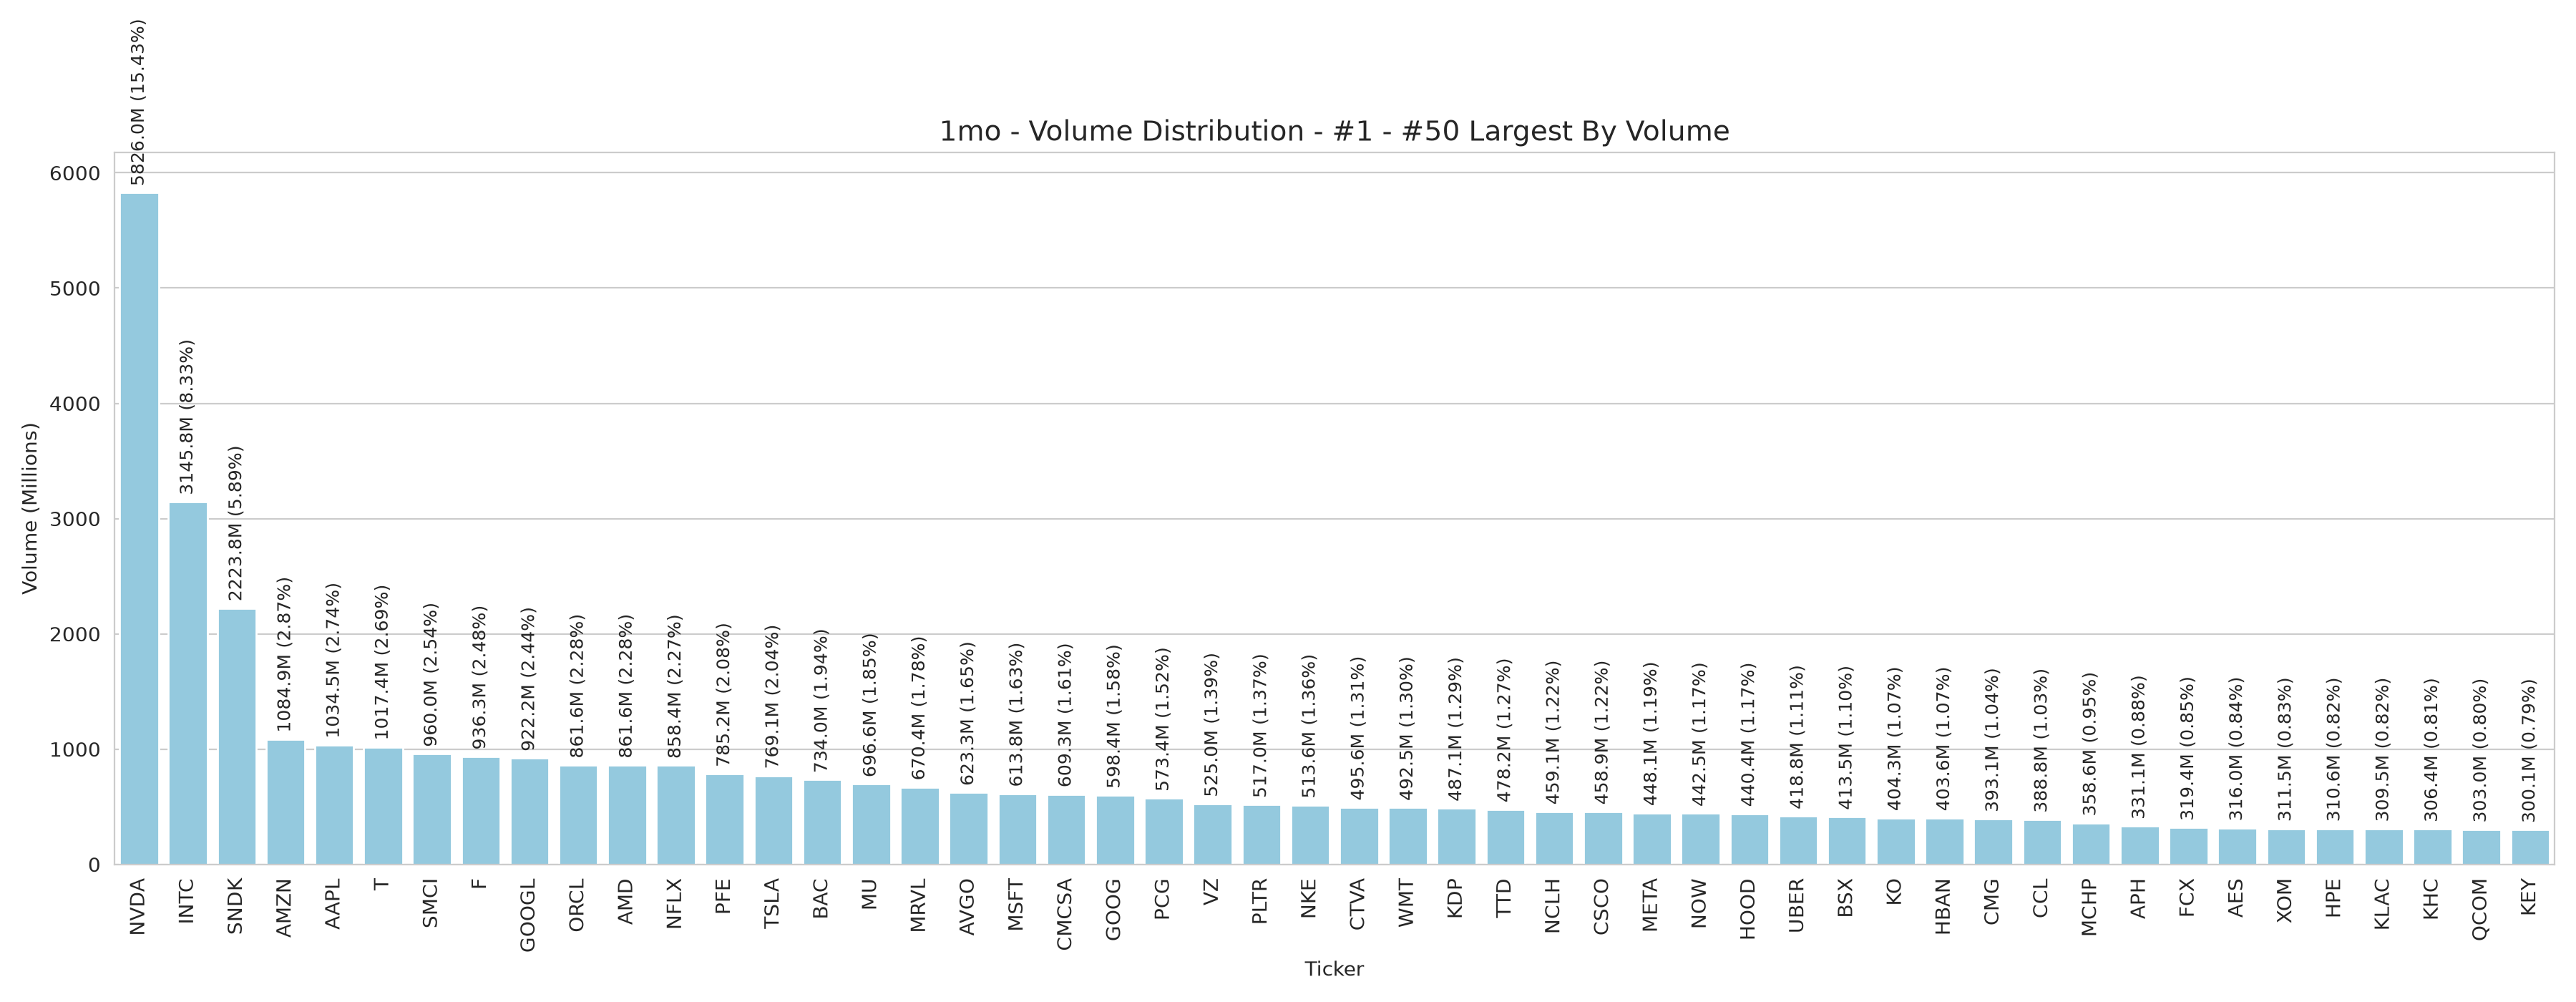 1mo - Volume Distribution - #1 - #50 Largest By Volume
Volume (Millions)
6000
5000
4000
3000
2000
1000
0
5826.0M (15.43%)
3145.8M (8.33%)
2223.8M (5.89%)
1084.9M (2.87%)
1034.5M (2.74%)
1017.4M (2.69%)
960.0M (2.54%)
936.3M (2.48%)
922.2M (2.44%)
861.6M (2.28%)
861.6M (2.28%)
858.4M (2.27%)
785.2M (2.08%)
769.1M (2.04%)
734.0M (1.94%)
696.6M (1.85%)
670.4M (1.78%)
623.3M (1.65%)
613.8M (1.63%)
609.3M (1.61%)
598.4M (1.58%)
573.4M (1.52%)
525.0M (1.39%)
517.0M (1.37%)
513.6M (1.36%)
495.6M (1.31%)
492.5M (1.30%)
487.1M (1.29%)
478.2M (1.27%)
459.1M (1.22%)
458.9M (1.22%)
448.1M (1.19%)
442.5M (1.17%)
440.4M (1.17%)
418.8M (1.11%)
413.5M (1.10%)
404.3M (1.07%)
403.6M (1.07%)
393.1M (1.04%)
388.8M (1.03%)
358.6M (0.95%)
331.1M (0.88%)
319.4M (0.85%)
316.0M (0.84%)
311.5M (0.83%)
310.6M (0.82%)
309.5M (0.82%)
306.4M (0.81%)
303.0M (0.80%)
300.1M (0.79%)
NVDA
INTC
SNDK
AMZN
AAPL
T
SMCI
F
GOOGL
ORCL
AMD
NFLX
PFE
TSLA
BAC
MU
MRVL
AVGO
MSFT
CMCSA
GOOG
PCG
VZ
PLTR
NKE
CTVA
WMT
KDP
TTD
NCLH
CSCO
META
NOW
HOOD
UBER
BSX
KO
HBAN
CMG
CCL
MCHP
APH
FCX
AES
XOM
HPE
KLAC
KHC
QCOM
KEY
Ticker